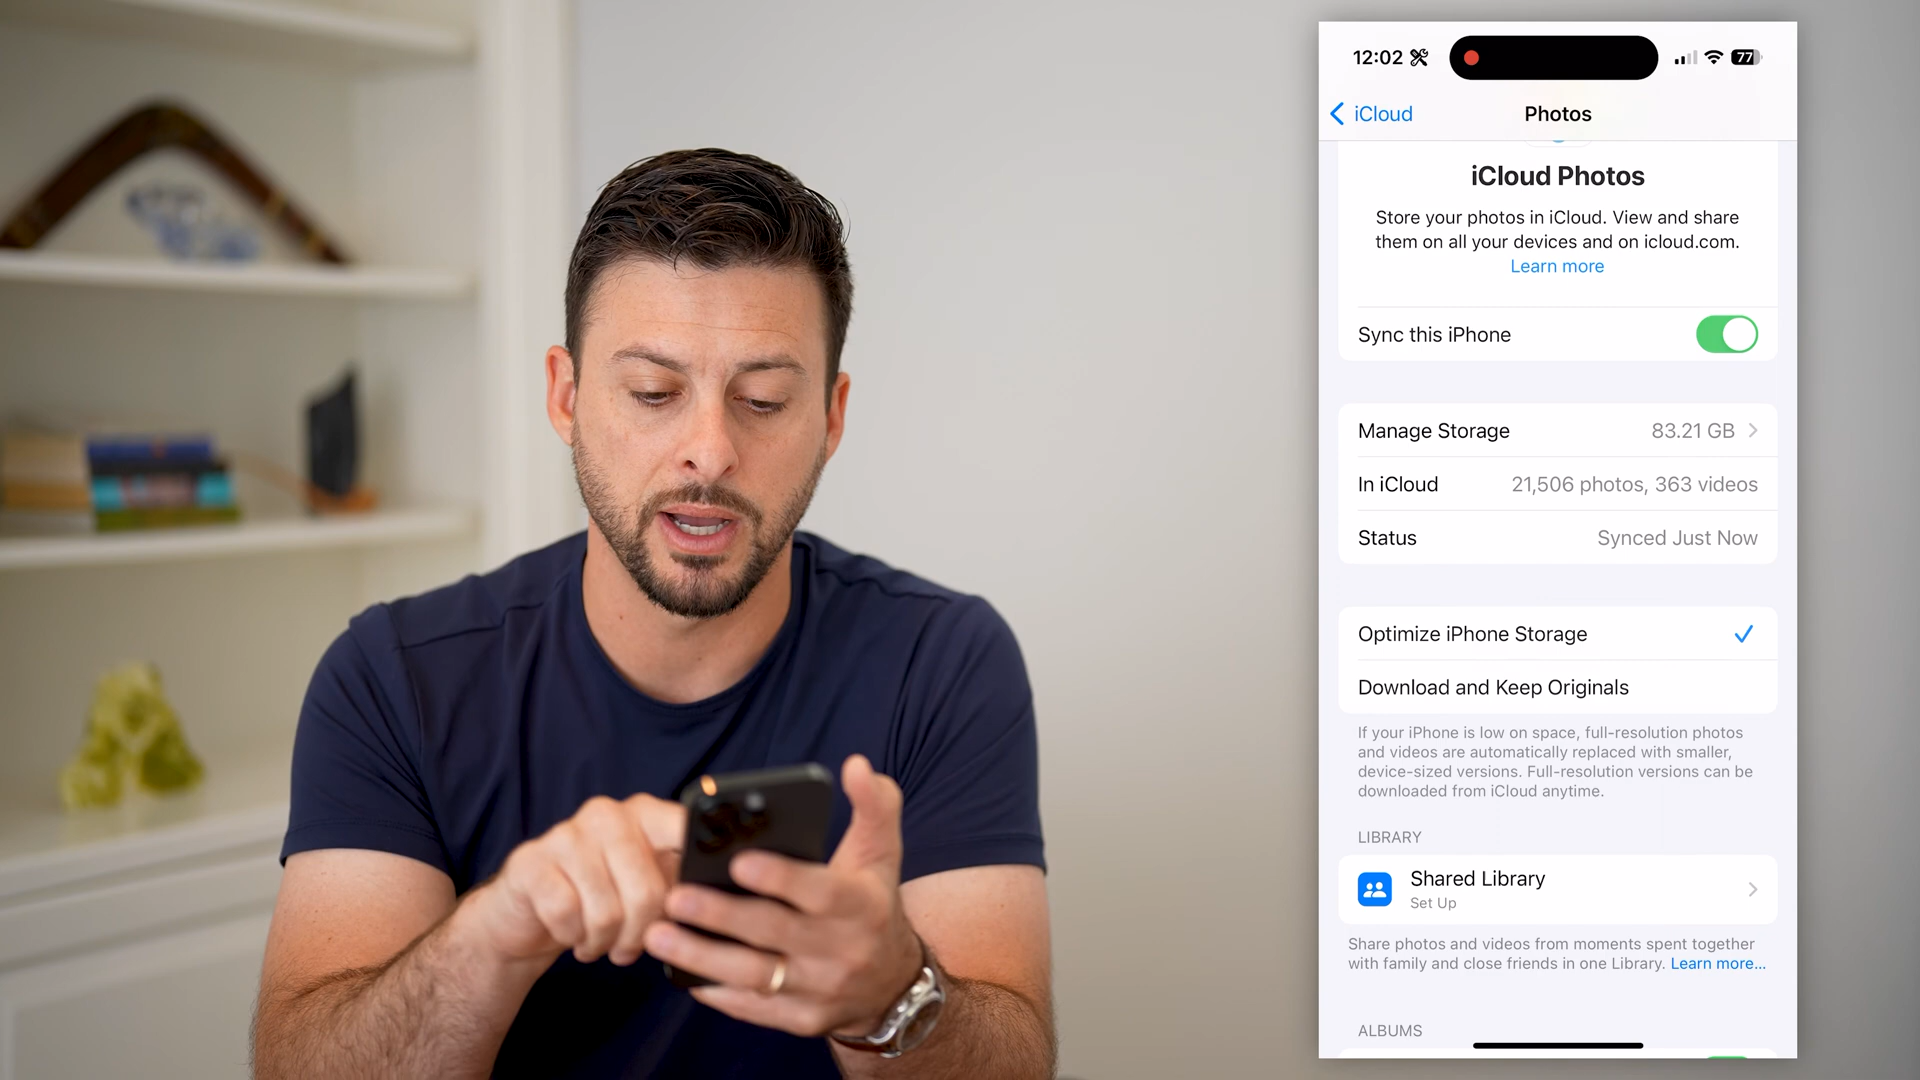 12:02
77
iCloud
Photos
iCloud Photos
Store your photos in iCloud. View and share
them on all your devices and on icloud.com.
Learn more
Sync this iPhone
Manage Storage 83.21 GB
In iCloud 21,506 photos, 363 videos
Status Synced Just Now
Optimize iPhone Storage
Download and Keep Originals
If your iPhone is low on space, full-resolution photos
and videos are automatically replaced with smaller,
device-sized versions. Full-resolution versions can be
downloaded from iCloud anytime.
LIBRARY
Shared Library
Set Up
Share photos and videos from moments spent together
with family and close friends in one Library. Learn more...
ALBUMS